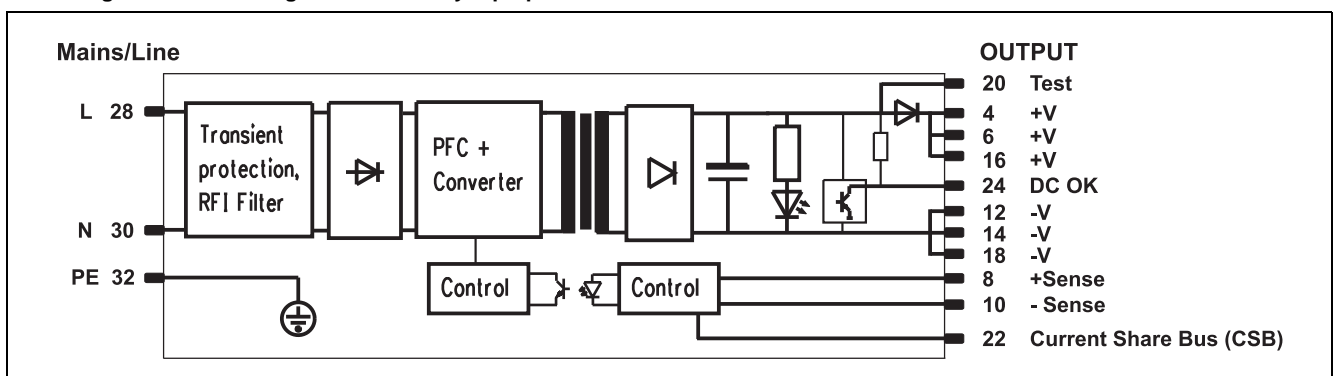 Mains/Line
OUTPUT
L 28
N 30
PE 32
Transient
protection,
RFI Filter
PFC +
Converter
Control
Control
20 Test
4 +V
6 +V
16 +V
24 DC OK
12 -V
14 -V
18 -V
8 +Sense
10 - Sense
22 Current Share Bus (CSB)